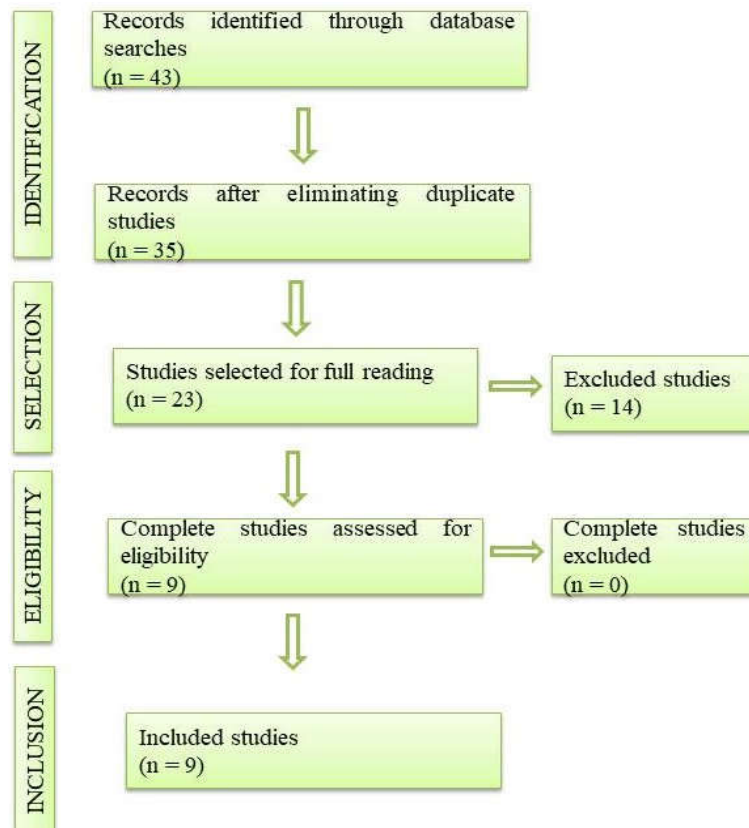 IDENTIFICATION
Records identified through database
searches
(n = 43)
Records after eliminating duplicate
studies
(n = 35)
SELECTION
Studies selected for full reading
(n = 23)
Excluded studies
(n = 14)
ELIGIBILITY
Complete studies assessed for
eligibility
(n = 9)
Complete studies
excluded
(n = 0)
INCLUSION
Included studies
(n = 9)